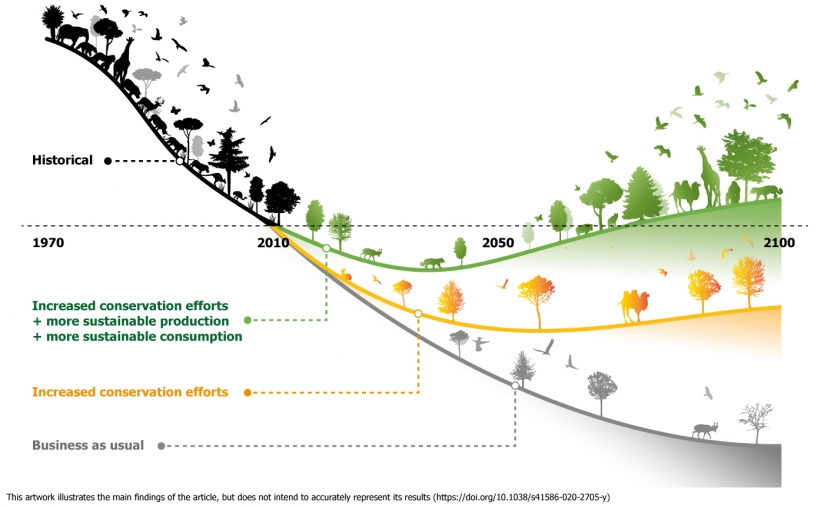 Historical
1970
2010
2050
2100
Increased conservation efforts
+ more sustainable production
+ more sustainable consumption
Increased conservation efforts
Business as usual
This artwork illustrates the main findings of the article, but does not intend to accurately represent its results (https://doi.org/10.1038/s41586-020-2705-y)